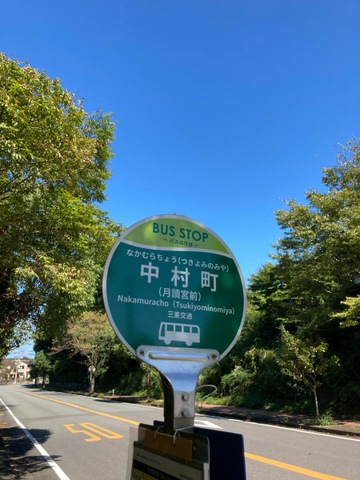 BUS STOP
～バスのりば～
なかむらちょう(つきよみのみや)
中村町
(月讀宮前)
Nakamuracho (Tsukiyominomiya)
三重交通
50